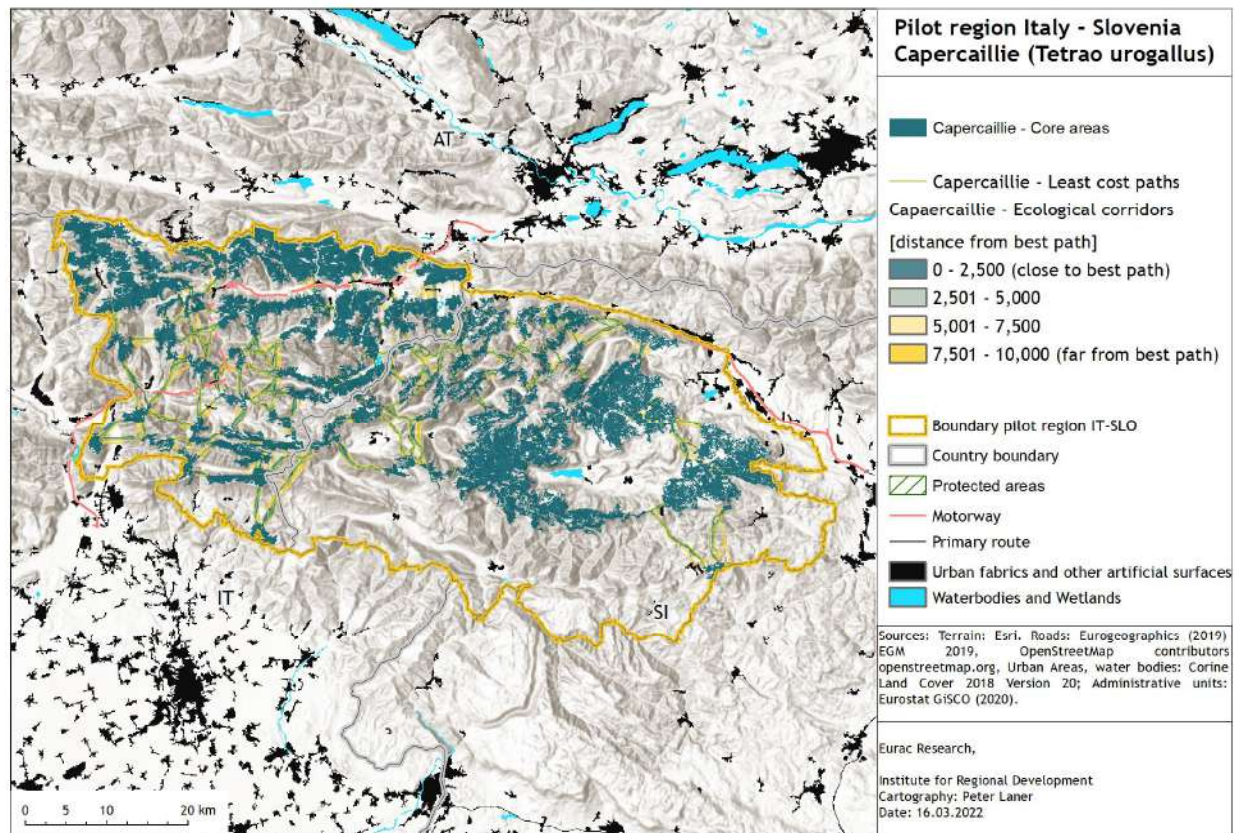 Pilot region Italy - Slovenia
Capercaillie (Tetrao urogallus)
Capercaillie - Core areas
Capercaillie - Least cost paths
Capaercaillie - Ecological corridors
[distance from best path]
0 - 2,500 (close to best path)
2,501 - 5,000
5,001 - 7,500
7,501 - 10,000 (far from best path)
Boundary pilot region IT-SLO
Country boundary
Protected areas
Motorway
Primary route
Urban fabrics and other artificial surfaces
Waterbodies and Wetlands
Sources: Terrain: Esri. Roads: Eurogeographics (2019)
EGM 2019, OpenStreetMap contributors
openstreetmap.org, Urban Areas, water bodies: Corine
Land Cover 2018 Version 20; Administrative units:
Eurostat GiSCO (2020).
Eurac Research,
Institute for Regional Development
Cartography: Peter Laner
Date: 16.03.2022
AT
IT
SI
0 5 10 20 km